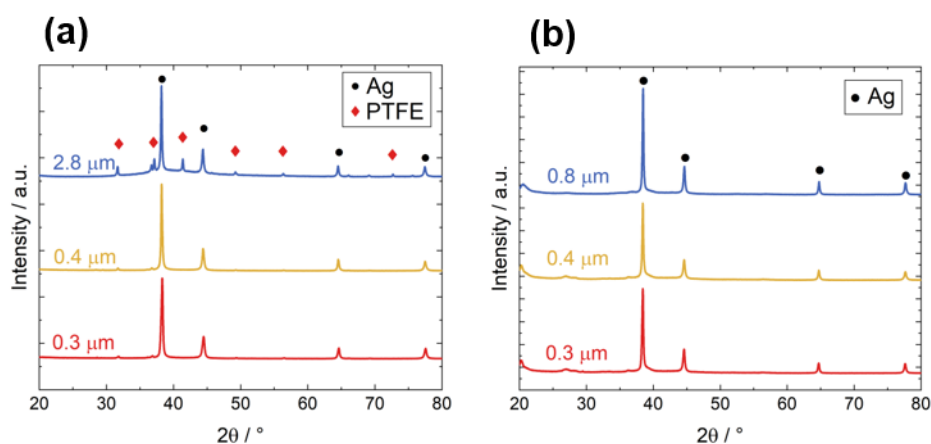 (a)
Ag
PTFE
2.8 μm
0.4 μm
0.3 μm
Intensity / a.u.
20 30 40 50 60 70 80
2θ / °
(b)
Ag
0.8 μm
0.4 μm
0.3 μm
Intensity / a.u.
20 30 40 50 60 70 80
2θ / °